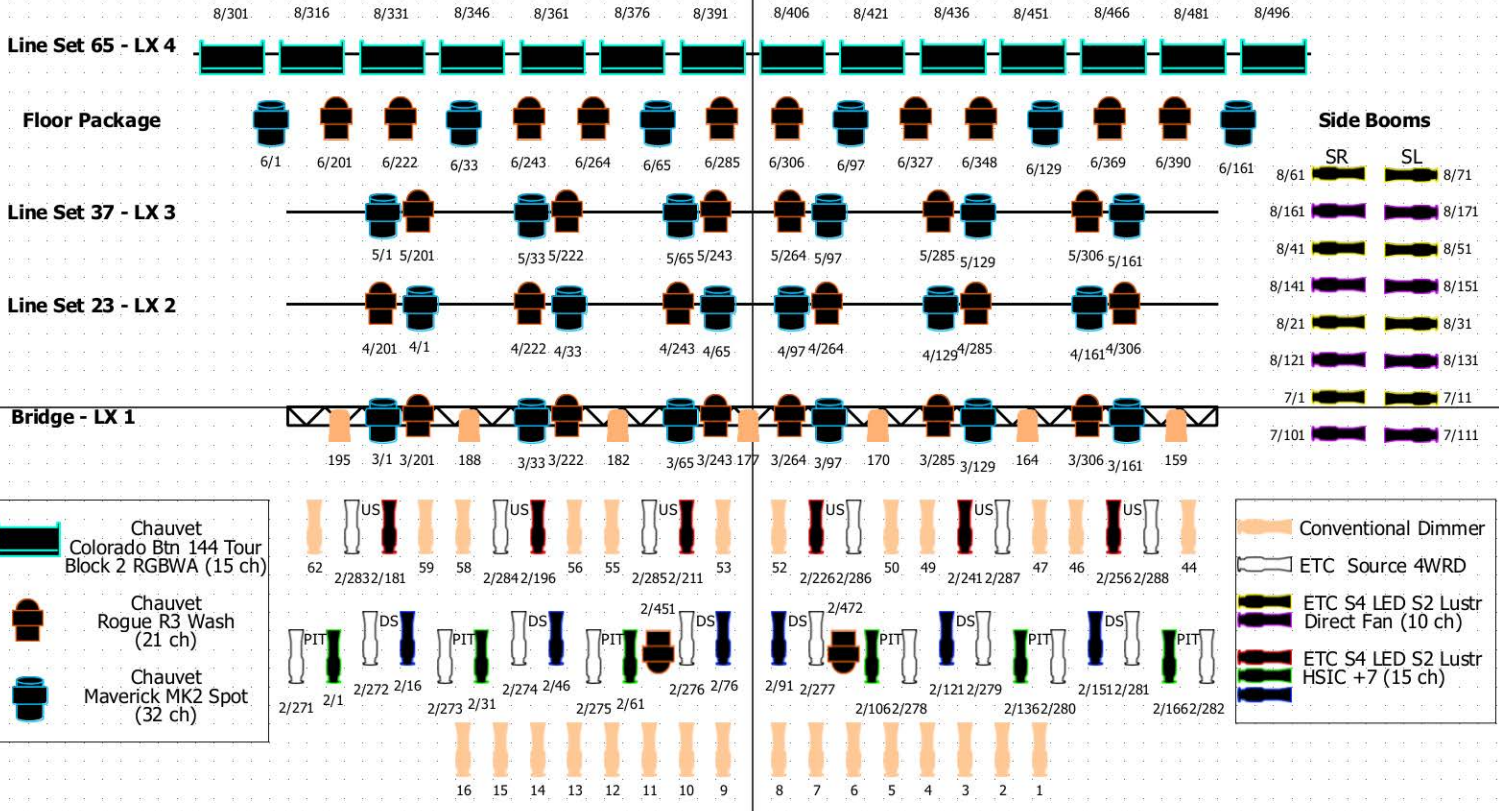 8/301 8/316 8/331 8/346 8/361 8/376 8/391 8/406 8/421 8/436 8/451 8/466 8/481 8/496
Line Set 65 - LX 4
Floor Package
6/1 6/201 6/222 6/33 6/243 6/264 6/65 6/285 6/306 6/97 6/327 6/348 6/129 6/369 6/390 6/161
Line Set 37 - LX 3
5/1 5/201 5/33 5/222 5/65 5/243 5/264 5/97 5/285 5/129 5/306 5/161
Line Set 23 - LX 2
4/201 4/1 4/222 4/33 4/243 4/65 4/97 4/264 4/129 4/285 4/161 4/306
Bridge - LX 1
195 3/1 3/201 188 3/33 3/222 182 3/65 3/243 177 3/264 3/97 170 3/285 3/129 164 3/306 3/161 159
Side Booms
SR SL
8/61 8/71
8/161 8/171
8/41 8/51
8/141 8/151
8/21 8/31
8/121 8/131
7/1 7/11
7/101 7/111
US US US US US US
62 2/283 2/181 59 58 2/284 2/196 56 55 2/285 2/211 53 52 2/226 2/286 50 49 2/241 2/287 47 46 2/256 2/288 44
2/451 2/472
PIT DS PIT DS PIT DS DS PIT DS PIT DS PIT
2/271 2/1 2/272 2/16 2/273 2/31 2/274 2/46 2/275 2/61 2/276 2/76 2/91 2/277 2/106 2/278 2/121 2/279 2/136 2/280 2/151 2/281 2/166 2/282
16 15 14 13 12 11 10 9 8 7 6 5 4 3 2 1
Chauvet
Colorado Btn 144 Tour
Block 2 RGBWA (15 ch)
Chauvet
Rogue R3 Wash
(21 ch)
Chauvet
Maverick MK2 Spot
(32 ch)
Conventional Dimmer
ETC Source 4WRD
ETC S4 LED S2 Lustr
Direct Fan (10 ch)
ETC S4 LED S2 Lustr
HSIC +7 (15 ch)